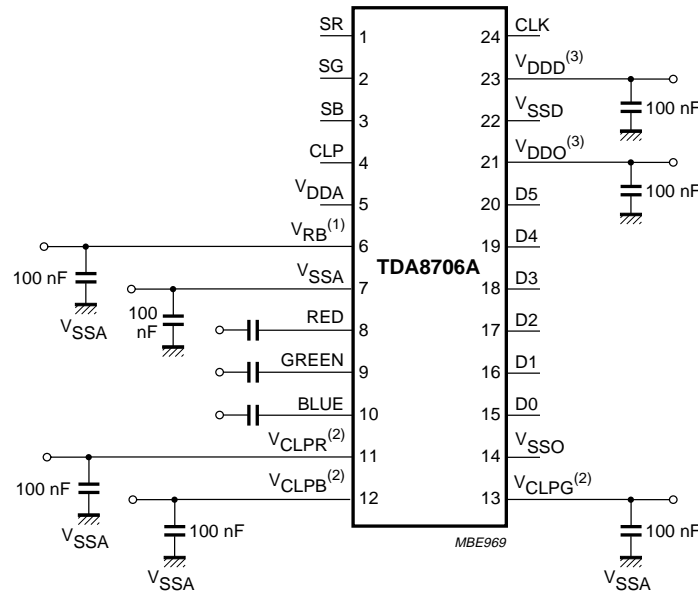 SR 1
SG 2
SB 3
CLP 4
VDDA 5
VRB(1) 6
100 nF
VSSA
VSSA 7
100 nF
RED 8
GREEN 9
BLUE 10
VCLPR(2) 11
100 nF
VSSA
VCLPB(2) 12
100 nF
VSSA
TDA8706A
24 CLK
23 VDDD(3)
100 nF
22 VSSD
21 VDDO(3)
100 nF
20 D5
19 D4
18 D3
17 D2
16 D1
15 D0
14 VSSO
13 VCLPG(2)
100 nF
VSSA
MBE969